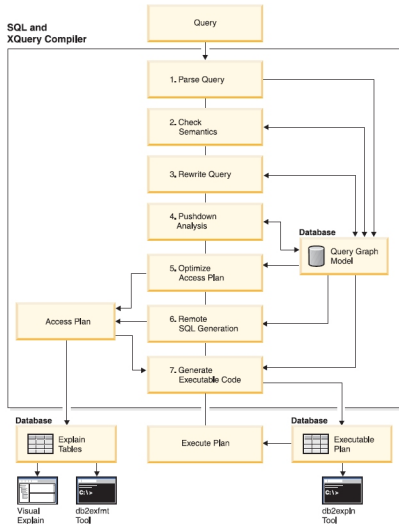 SQL and
XQuery Compiler
Query
1. Parse Query
2. Check
Semantics
3. Rewrite Query
4. Pushdown
Analysis
Database
Query Graph
Model
5. Optimize
Access Plan
Access Plan
6. Remote
SQL Generation
7. Generate
Executable Code
Database
Explain
Tables
Execute Plan
Database
Executable
Plan
C:\>
C:\>
Visual
Explain
db2exfmt
Tool
db2expln
Tool